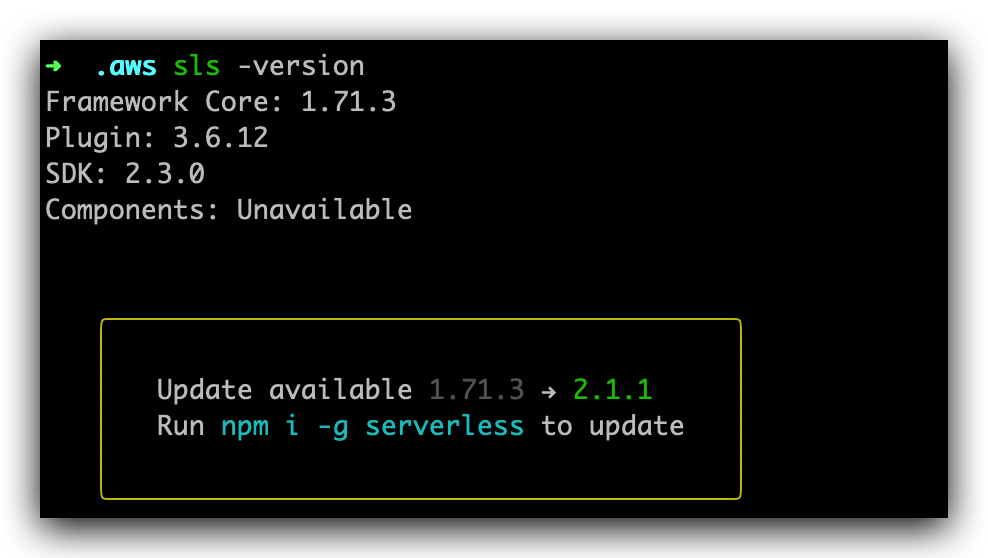 ➜ .aws sls -version
Framework Core: 1.71.3
Plugin: 3.6.12
SDK: 2.3.0
Components: Unavailable
Update available 1.71.3 → 2.1.1
Run npm i -g serverless to update